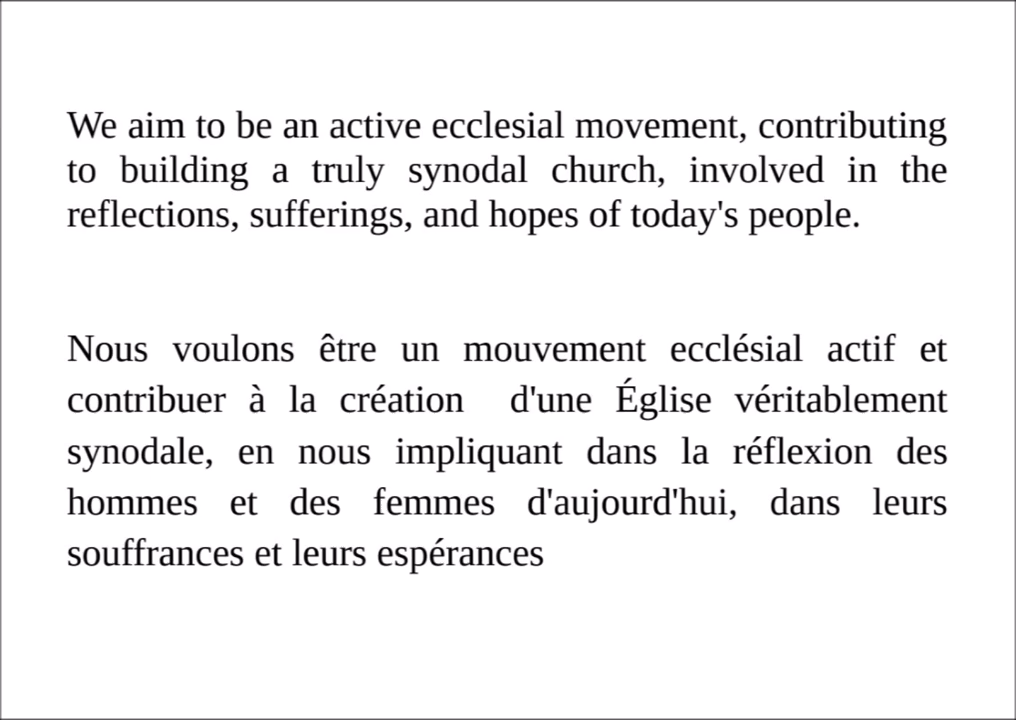 We aim to be an active ecclesial movement, contributing
to building a truly synodal church, involved in the
reflections, sufferings, and hopes of today's people.
Nous voulons être un mouvement ecclésial actif et
contribuer à la création d'une Église véritablement
synodale, en nous impliquant dans la réflexion des
hommes et des femmes d'aujourd'hui, dans leurs
souffrances et leurs espérances